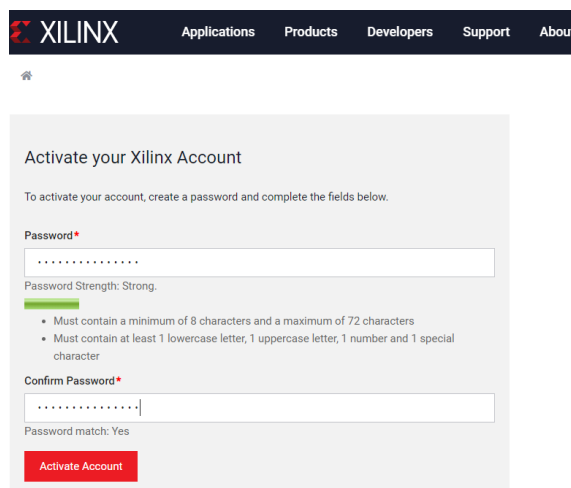 XILINX Applications Products Developers Support About
Activate your Xilinx Account
To activate your account, create a password and complete the fields below.
Password*
...............
Password Strength: Strong.
• Must contain a minimum of 8 characters and a maximum of 72 characters
• Must contain at least 1 lowercase letter, 1 uppercase letter, 1 number and 1 special
character
Confirm Password*
...............
Password match: Yes
Activate Account